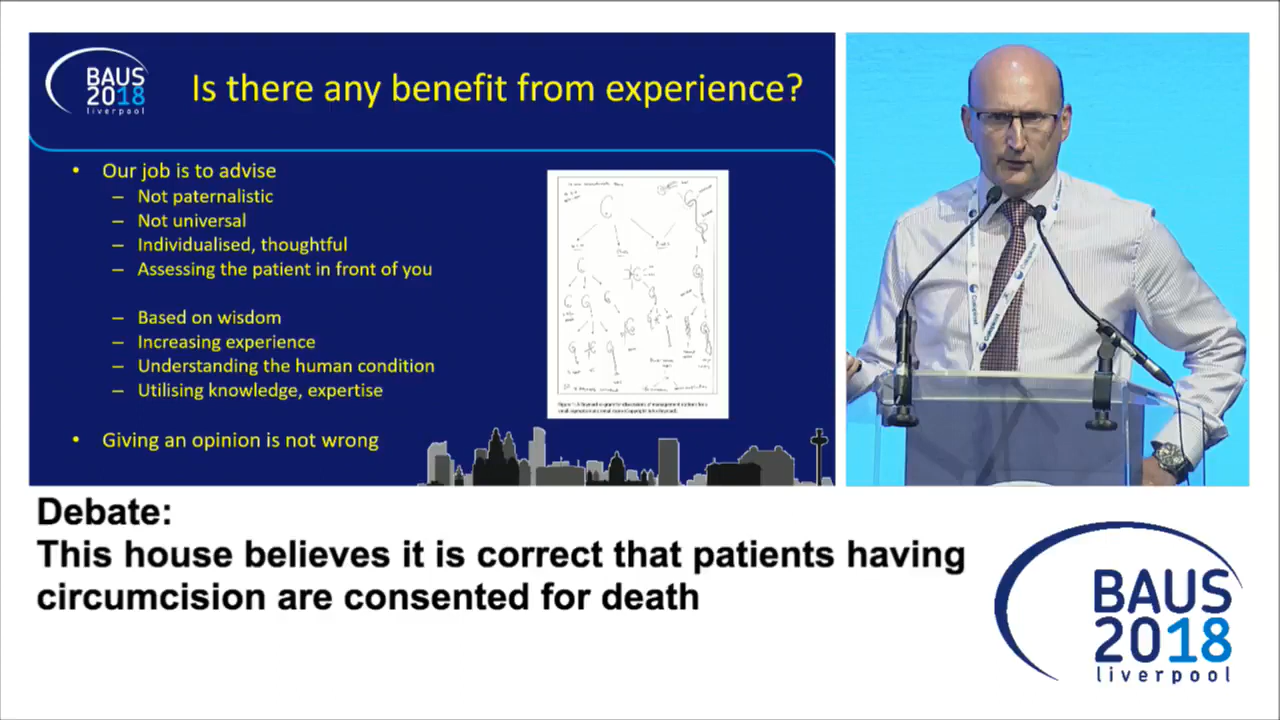 BAUS
2018
liverpool
Is there any benefit from experience?
• Our job is to advise
– Not paternalistic
– Not universal
– Individualised, thoughtful
– Assessing the patient in front of you
– Based on wisdom
– Increasing experience
– Understanding the human condition
– Utilising knowledge, expertise
• Giving an opinion is not wrong
Debate:
This house believes it is correct that patients having
circumcision are consented for death
BAUS
2018
liverpool